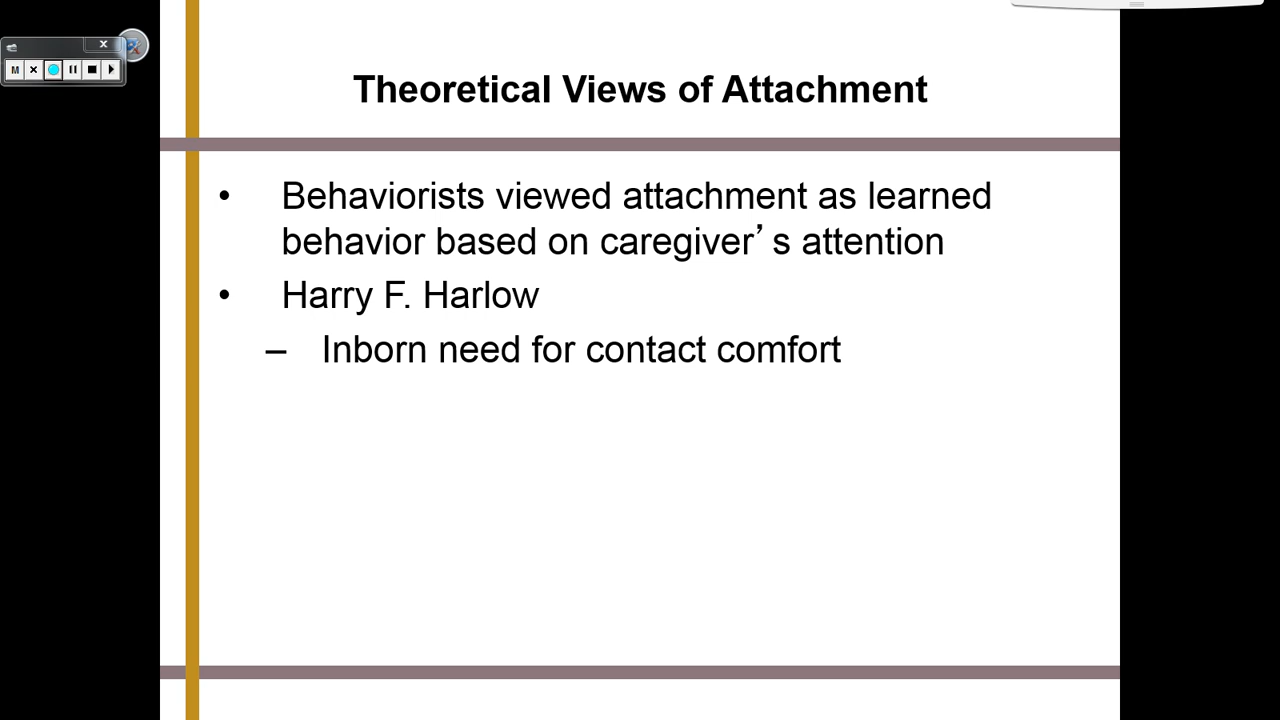 M
Theoretical Views of Attachment
• Behaviorists viewed attachment as learned
behavior based on caregiver’s attention
• Harry F. Harlow
– Inborn need for contact comfort